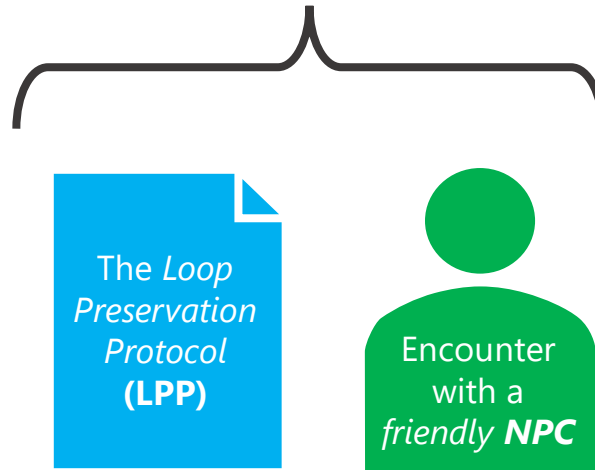 The Loop
Preservation
Protocol
(LPP)
Encounter
with a
friendly NPC